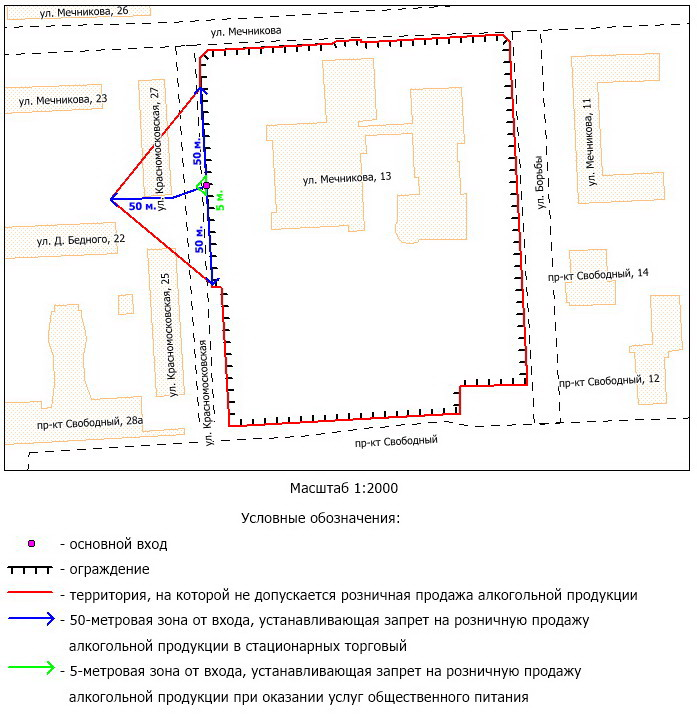 ул. Мечникова, 26
ул. Мечникова
ул. Мечникова, 23
ул. Красномосковская, 27
ул. Мечникова, 11
50 м.
ул. Мечникова, 13
ул. Борьбы
5 м.
50 м.
50 м.
ул. Д. Бедного, 22
пр-кт Свободный, 14
ул. Красномосковская, 25
ул. Красномосковская
пр-кт Свободный, 12
пр-кт Свободный, 28а
пр-кт Свободный
Масштаб 1:2000
Условные обозначения:
- основной вход
- ограждение
- территория, на которой не допускается розничная продажа алкогольной продукции
- 50-метровая зона от входа, устанавливающая запрет на розничную продажу
алкогольной продукции в стационарных торговый
- 5-метровая зона от входа, устанавливающая запрет на розничную продажу
алкогольной продукции при оказании услуг общественного питания